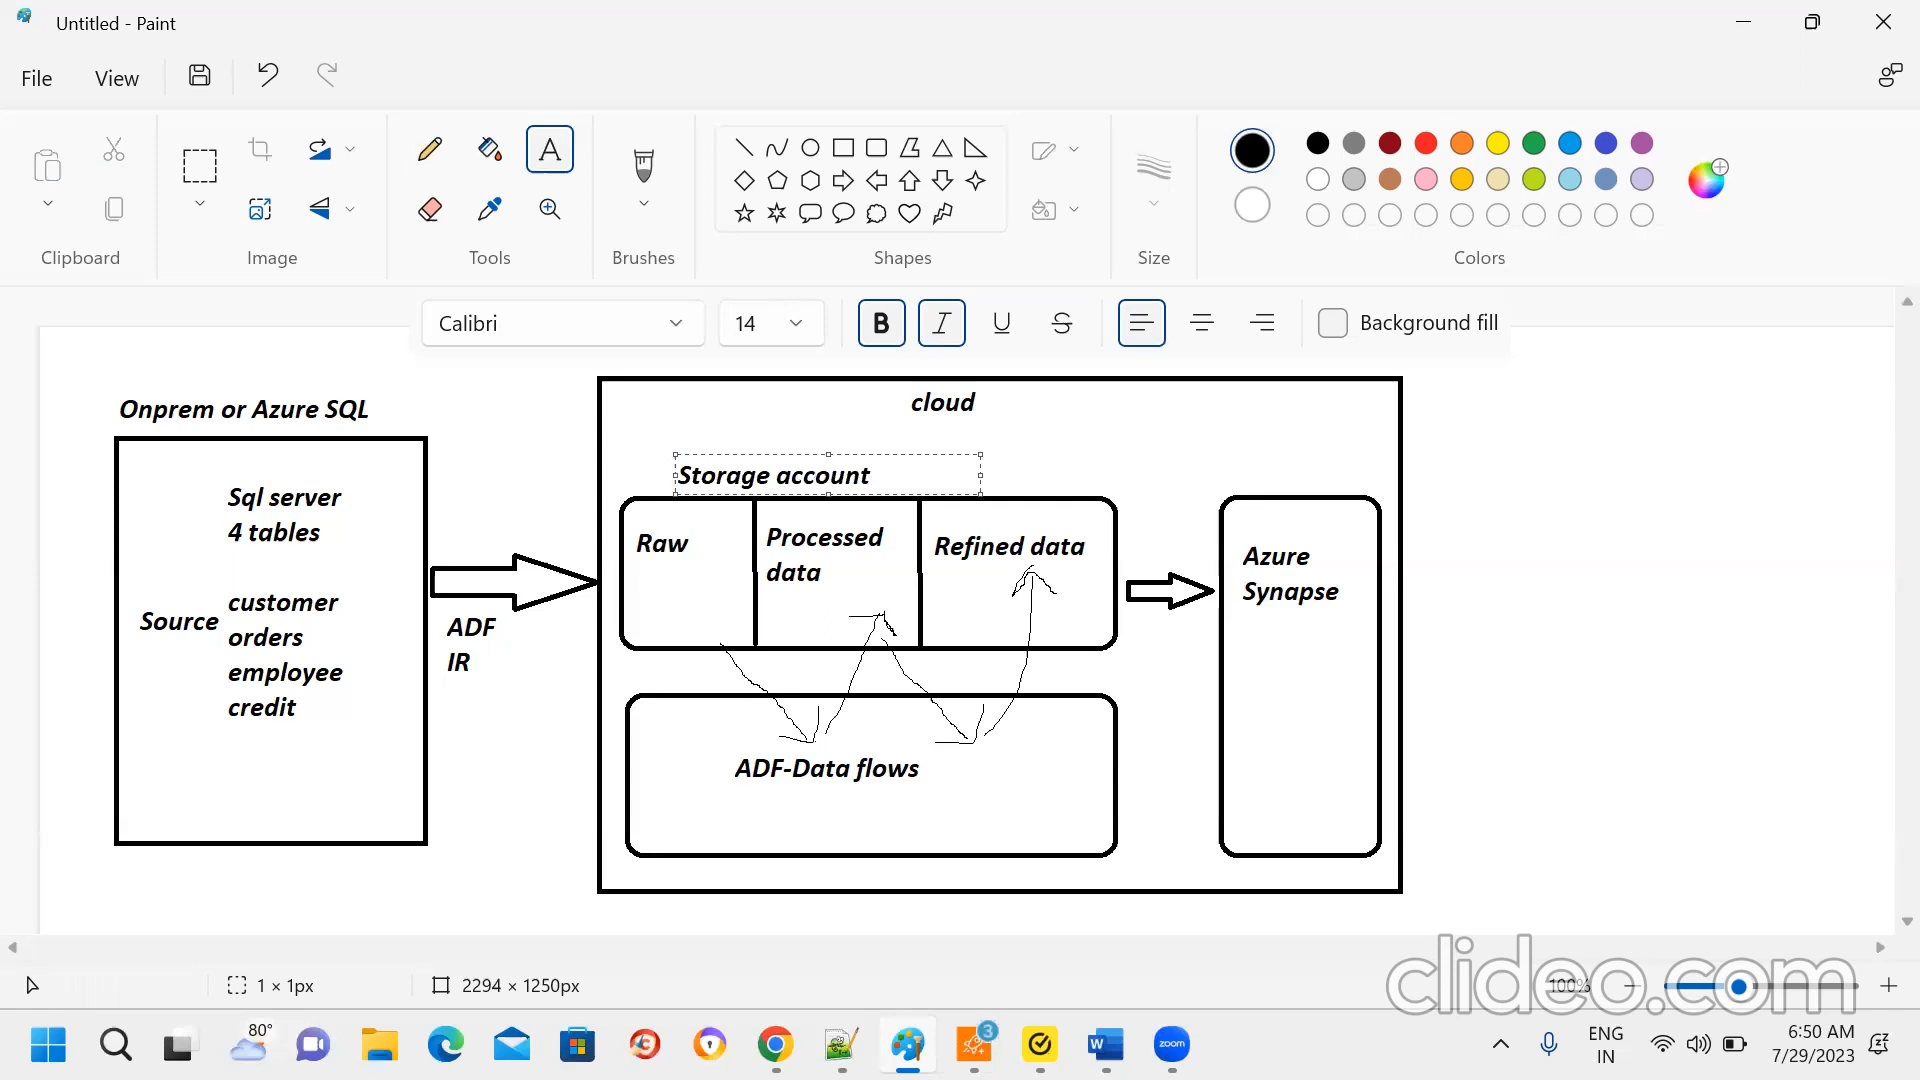 Untitled - Paint
File View
Clipboard
Image
Tools
Brushes
Shapes
Size
Colors
A
Calibri
14
B I U S
Background fill
Onprem or Azure SQL
Sql server
4 tables
Source
customer
orders
employee
credit
ADF
IR
cloud
Storage account
Raw
Processed
data
Refined data
ADF-Data flows
Azure
Synapse
1 × 1px
2294 × 1250px
100%
clideo.com
80°
3
W
zoom
ENG
IN
6:50 AM
7/29/2023